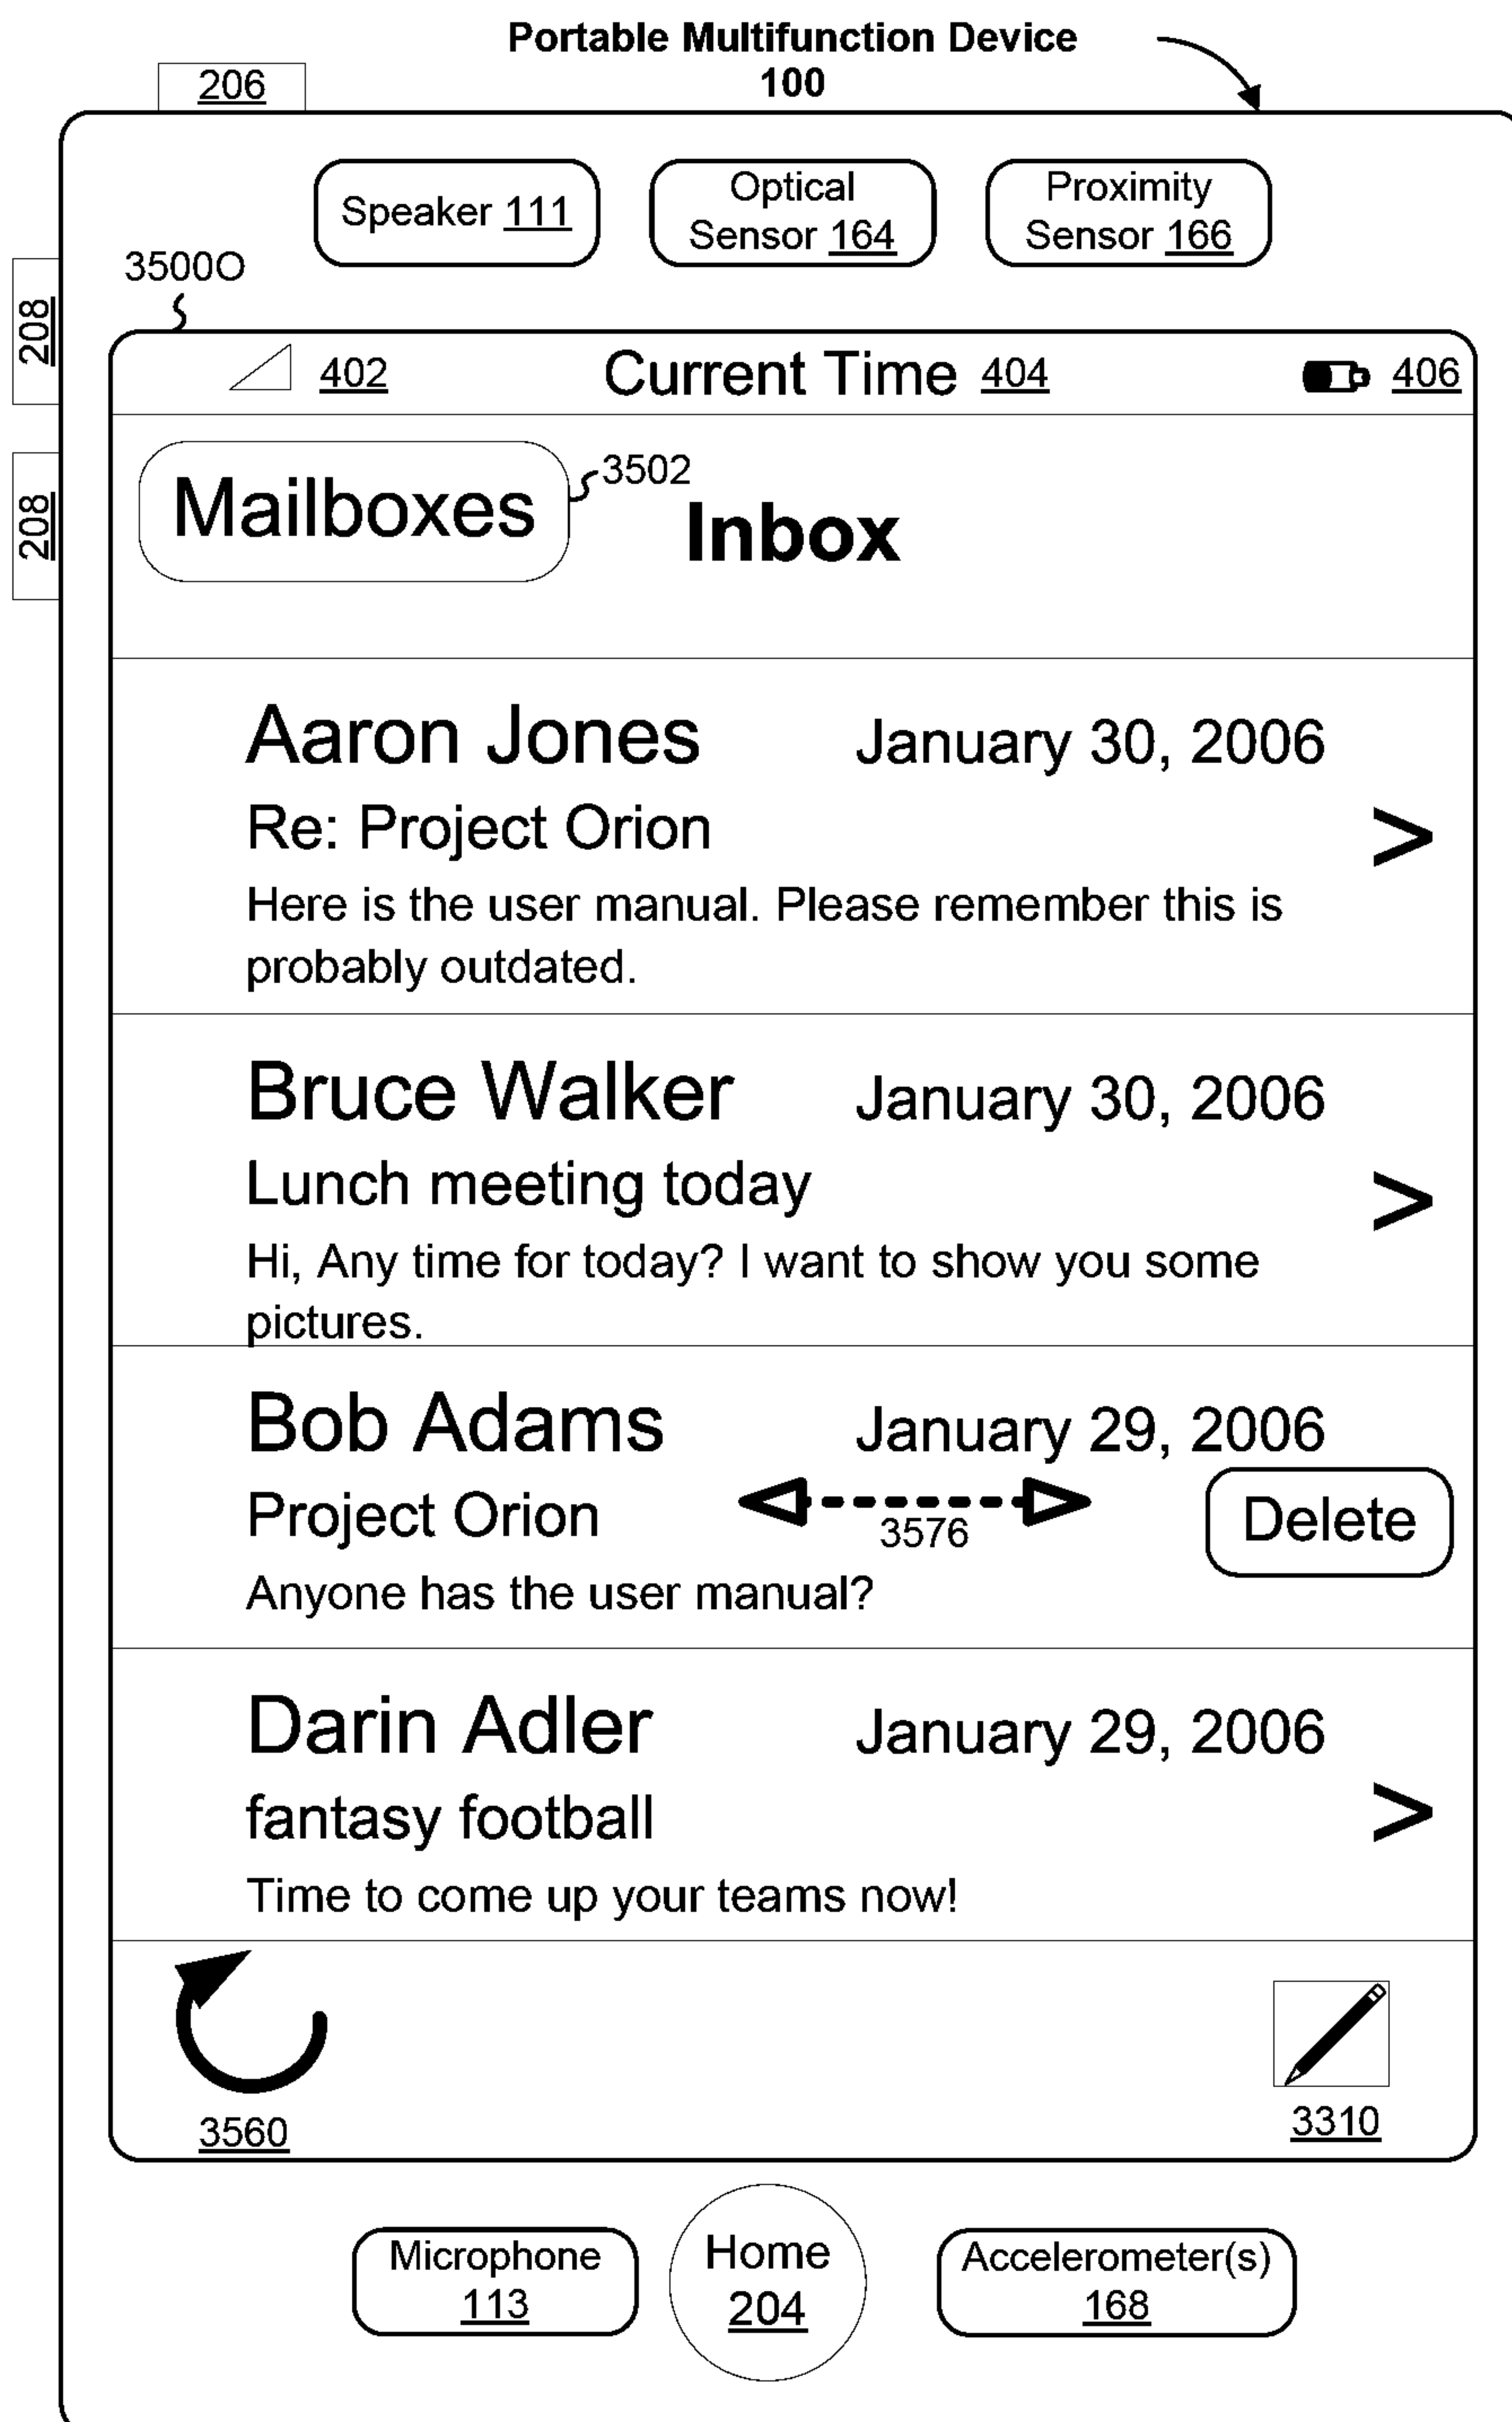 Portable Multifunction Device
100
206
Speaker 111
Optical
Sensor 164
Proximity
Sensor 166
3500O
208
208
402
Current Time 404
406
Mailboxes
3502
Inbox
Aaron Jones January 30, 2006
Re: Project Orion
>
Here is the user manual. Please remember this is
probably outdated.
Bruce Walker January 30, 2006
Lunch meeting today
>
Hi, Any time for today? I want to show you some
pictures.
Bob Adams January 29, 2006
Project Orion
3576
Delete
Anyone has the user manual?
Darin Adler January 29, 2006
fantasy football
>
Time to come up your teams now!
3560
3310
Microphone
113
Home
204
Accelerometer(s)
168